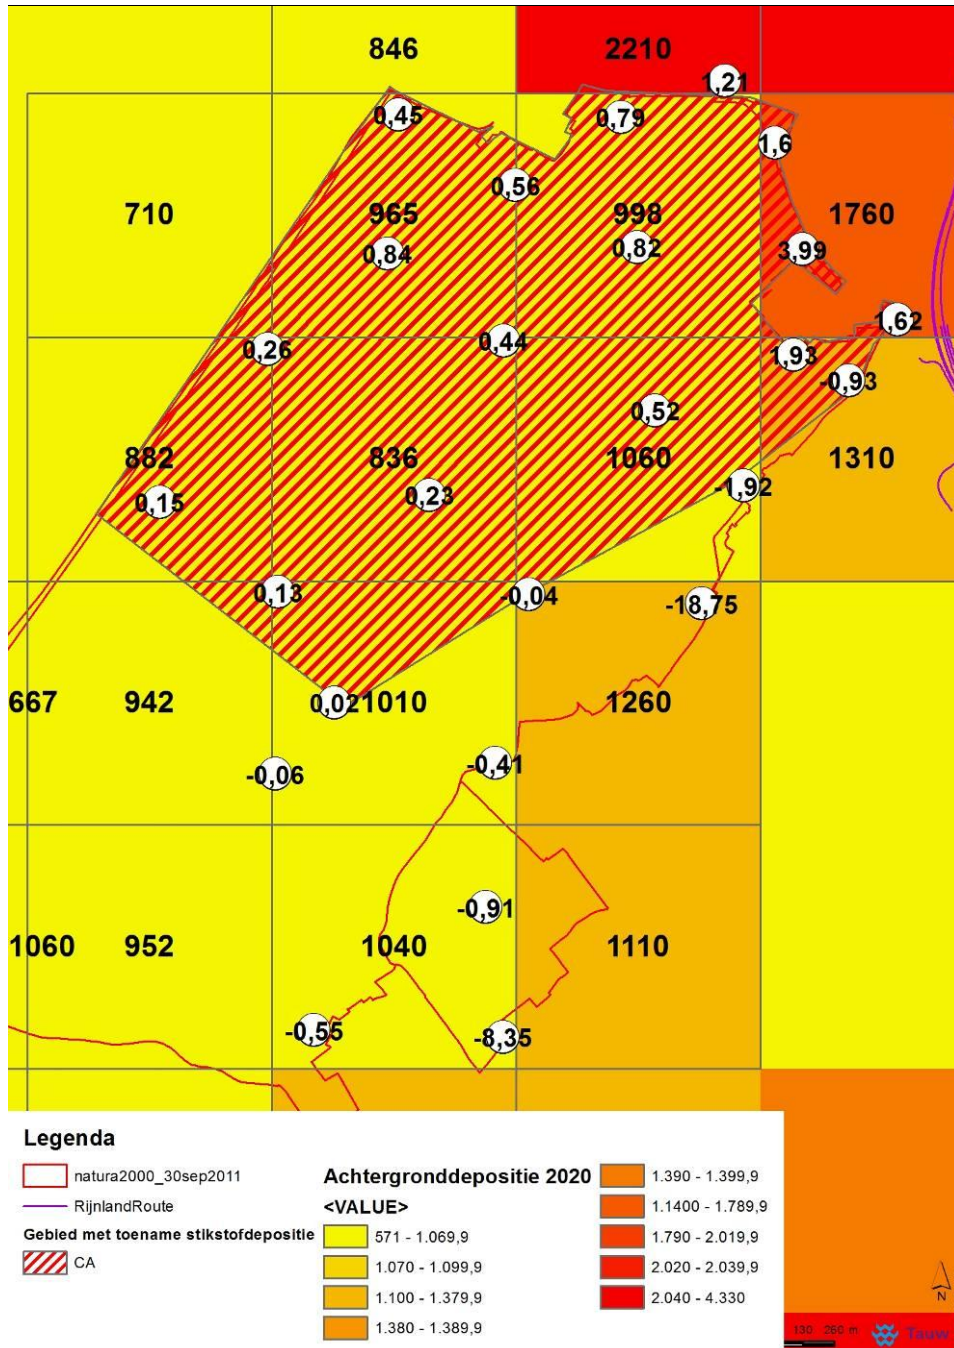 846
2210
1,21
0,45
0,79
1,6
0,56
710
965
998
1760
0,84
0,82
3,99
1,62
0,26
0,44
1,93
-0,93
0,52
882
836
1060
1310
0,15
0,23
-1,92
0,13
-0,04
-18,75
667
942
0,02
1010
1260
-0,06
-0,41
-0,91
1060
952
1040
1110
-0,55
-8,35
Legenda
natura2000_30sep2011
RijnlandRoute
Gebied met toename stikstofdepositie
CA
Achtergronddepositie 2020
<VALUE>
571 - 1.069,9
1.070 - 1.099,9
1.100 - 1.379,9
1.380 - 1.389,9
1.390 - 1.399,9
1.1400 - 1.789,9
1.790 - 2.019,9
2.020 - 2.039,9
2.040 - 4.330
N
130 260 m
Tauw